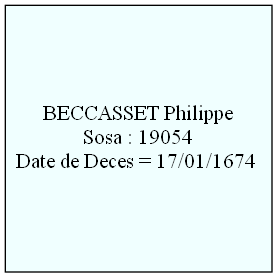 BECCASSET Philippe
Sosa : 19054
Date de Deces = 17/01/1674